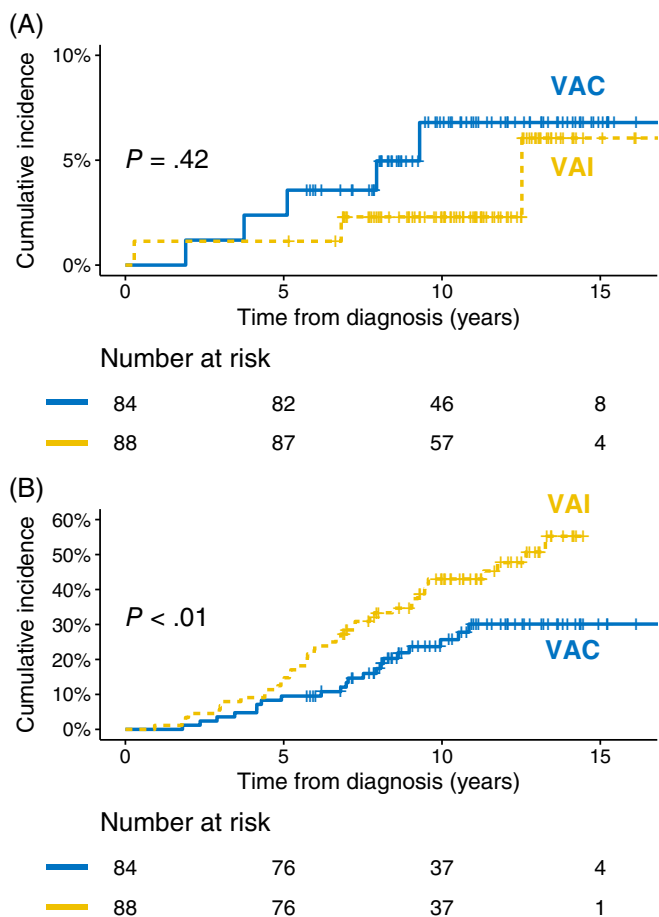 (A)
10%
VAC
P = .42
5%
VAI
Cumulative incidence
0%
0 5 10 15
Time from diagnosis (years)
Number at risk
84 82 46 8
88 87 57 4
(B)
60%
VAI
50%
40%
P < .01
30%
VAC
20%
Cumulative incidence
10%
0%
0 5 10 15
Time from diagnosis (years)
Number at risk
84 76 37 4
88 76 37 1